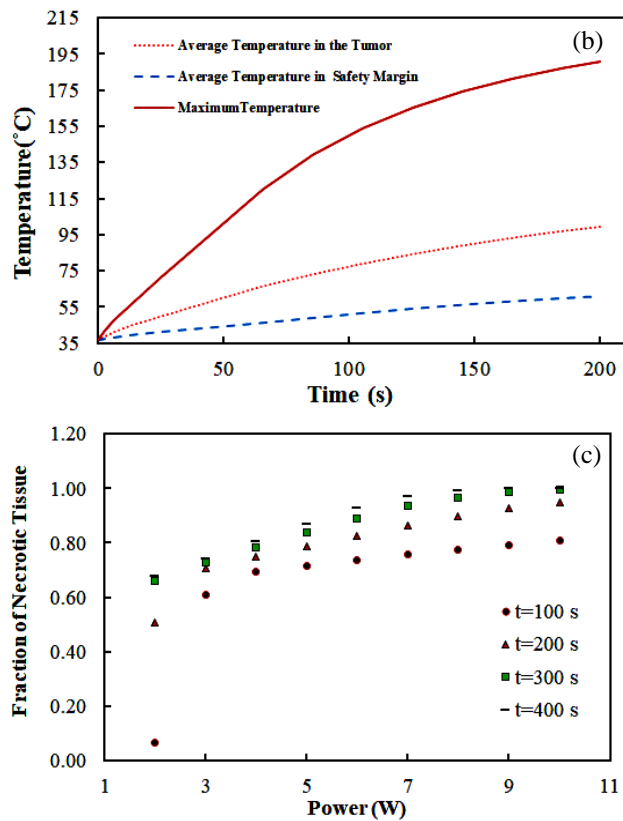 215
195
175
155
135
115
95
75
55
35
Temperature(˚C)
(b)
Average Temperature in the Tumor
Average Temperature in Safety Margin
MaximumTemperature
0
50
100
150
200
Time (s)
1.20
1.00
0.80
0.60
0.40
0.20
0.00
Fraction of Necrotic Tissue
(c)
t=100 s
t=200 s
t=300 s
t=400 s
1
3
5
7
9
11
Power (W)